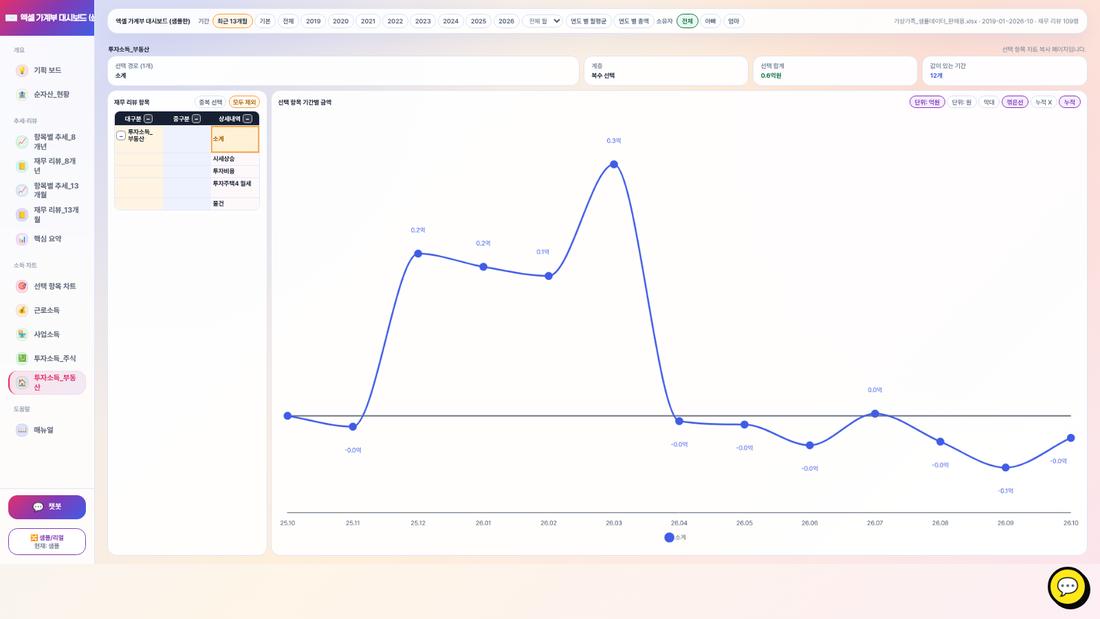 엑셀 가계부 대시보드 (샘
개요
기획 보드
순자산_현황
추세·리뷰
항목별 추세_8
개년
재무 리뷰_8개
년
항목별 추세_13
개월
재무 리뷰_13개
월
핵심 요약
소득 차트
선택 항목 차트
근로소득
사업소득
투자소득_주식
투자소득_부동
산
도움말
매뉴얼
챗봇
샘플/리얼
현재: 샘플
엑셀 가계부 대시보드 (샘플판) 기간 최근 13개월 기본 전체 2019 2020 2021 2022 2023 2024 2025 2026 전체 월 연도 별 월평균 연도 별 총액 소유자 전체 아빠 엄마
가상가족_샘플데이터_판매용.xlsx · 2019-01~2026-10 · 재무 리뷰 109행
투자소득_부동산
선택 항목 차트 복사 페이지입니다.
선택 경로 (1개)
소계
계층
복수 선택
선택 합계
0.6억원
값이 있는 기간
12개
재무 리뷰 항목 중복 선택 모두 제외
대구분 − 중구분 − 상세내역 −
− 투자소득_
부동산
소계
시세상승
투자비용
투자주택4 월세
물건
선택 항목 기간별 금액
단위: 억원 단위: 원 막대 꺾은선 누적 X 누적
0.3억
0.2억
0.2억
0.1억
0.0억
-0.0억
-0.0억
-0.0억
-0.0억
-0.0억
-0.1억
-0.0억
25.10 25.11 25.12 26.01 26.02 26.03 26.04 26.05 26.06 26.07 26.08 26.09 26.10
소계